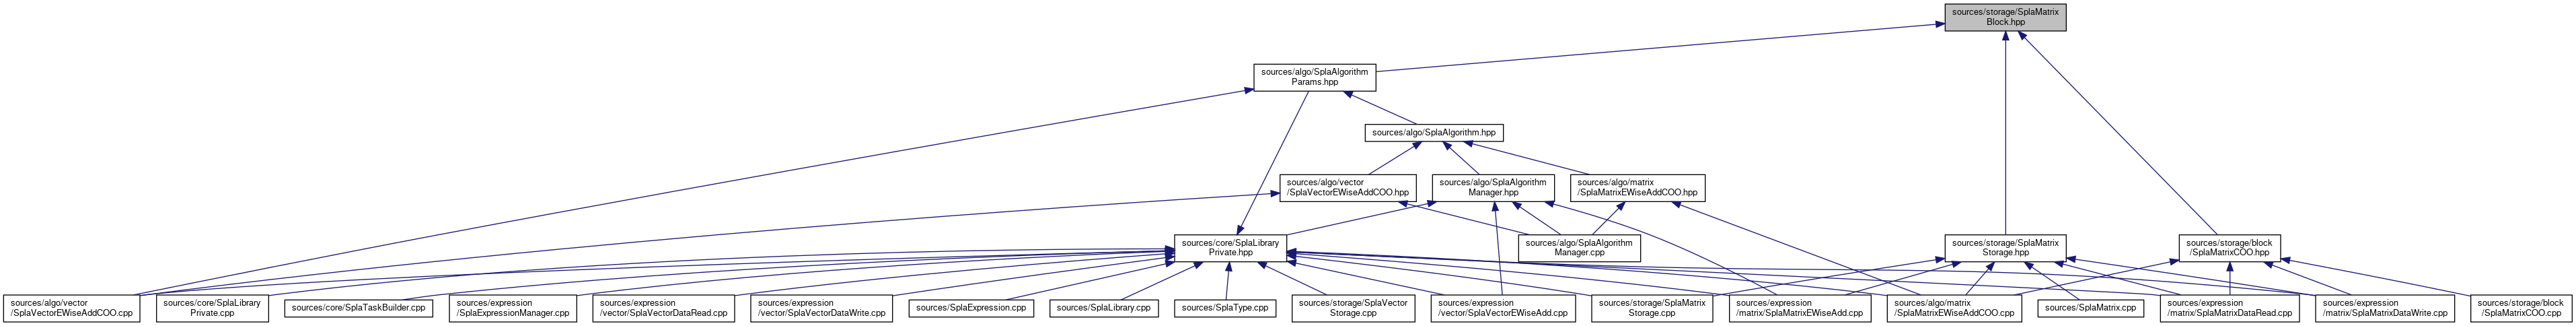 sources/storage/SplaMatrix
Block.hpp
sources/algo/SplaAlgorithm
Params.hpp
sources/algo/SplaAlgorithm.hpp
sources/algo/vector
/SplaVectorEWiseAddCOO.hpp
sources/algo/SplaAlgorithm
Manager.hpp
sources/algo/matrix
/SplaMatrixEWiseAddCOO.hpp
sources/core/SplaLibrary
Private.hpp
sources/algo/SplaAlgorithm
Manager.cpp
sources/storage/SplaMatrix
Storage.hpp
sources/storage/block
/SplaMatrixCOO.hpp
sources/algo/vector
/SplaVectorEWiseAddCOO.cpp
sources/core/SplaLibrary
Private.cpp
sources/core/SplaTaskBuilder.cpp
sources/expression
/SplaExpressionManager.cpp
sources/expression
/vector/SplaVectorDataRead.cpp
sources/expression
/vector/SplaVectorDataWrite.cpp
sources/SplaExpression.cpp
sources/SplaLibrary.cpp
sources/SplaType.cpp
sources/storage/SplaVector
Storage.cpp
sources/expression
/vector/SplaVectorEWiseAdd.cpp
sources/storage/SplaMatrix
Storage.cpp
sources/expression
/matrix/SplaMatrixEWiseAdd.cpp
sources/algo/matrix
/SplaMatrixEWiseAddCOO.cpp
sources/SplaMatrix.cpp
sources/expression
/matrix/SplaMatrixDataRead.cpp
sources/expression
/matrix/SplaMatrixDataWrite.cpp
sources/storage/block
/SplaMatrixCOO.cpp